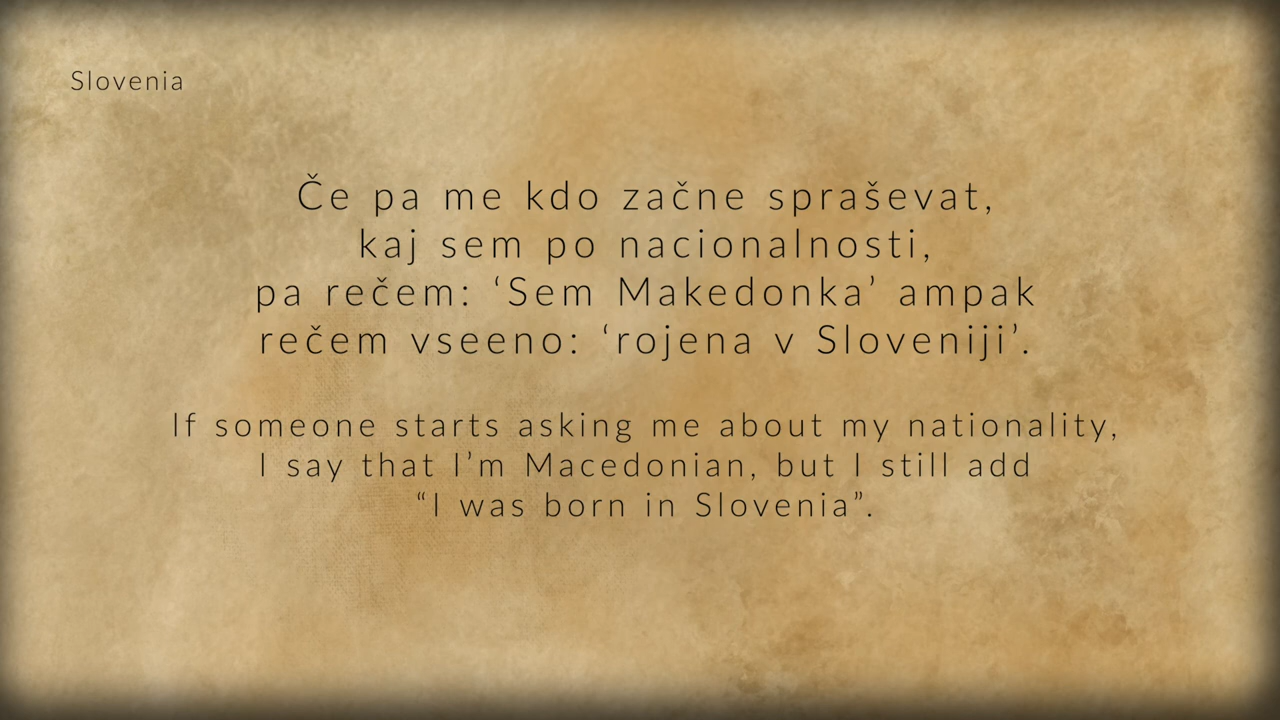 Slovenia
Če pa me kdo začne spraševat,
kaj sem po nacionalnosti,
pa rečem: ‘Sem Makedonka’ ampak
rečem vseeno: ‘rojena v Sloveniji’.
If someone starts asking me about my nationality,
I say that I’m Macedonian, but I still add
“I was born in Slovenia”.